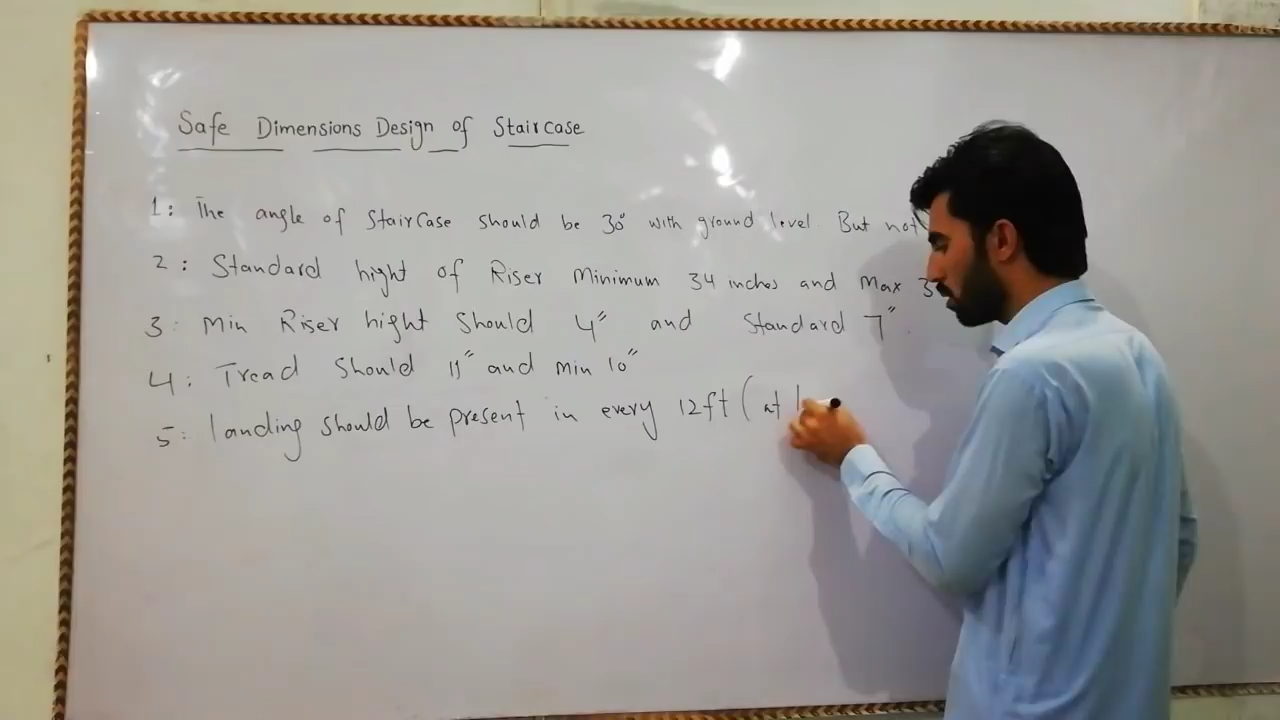 Safe Dimensions Design of Staircase
1: The angle of StairCase should be 30° with ground level. But not
2: Standard hight of Riser Minimum 34 inches and Max 3
3: Min Riser hight Should 4" and Standard 7".
4: Tread Should 11" and min 10"
5: landing should be present in every 12ft (at